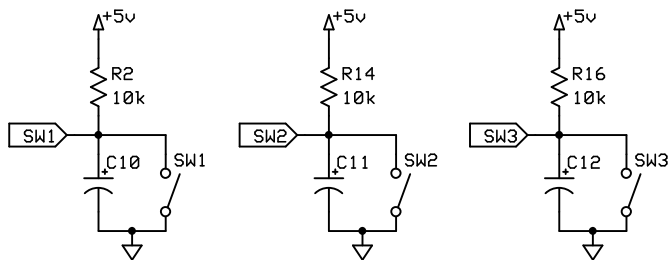 +5v +5v +5v
R2 R14 R16
10k 10k 10k
SW1 SW2 SW3
C10 SW1 C11 SW2 C12 SW3
+ + +